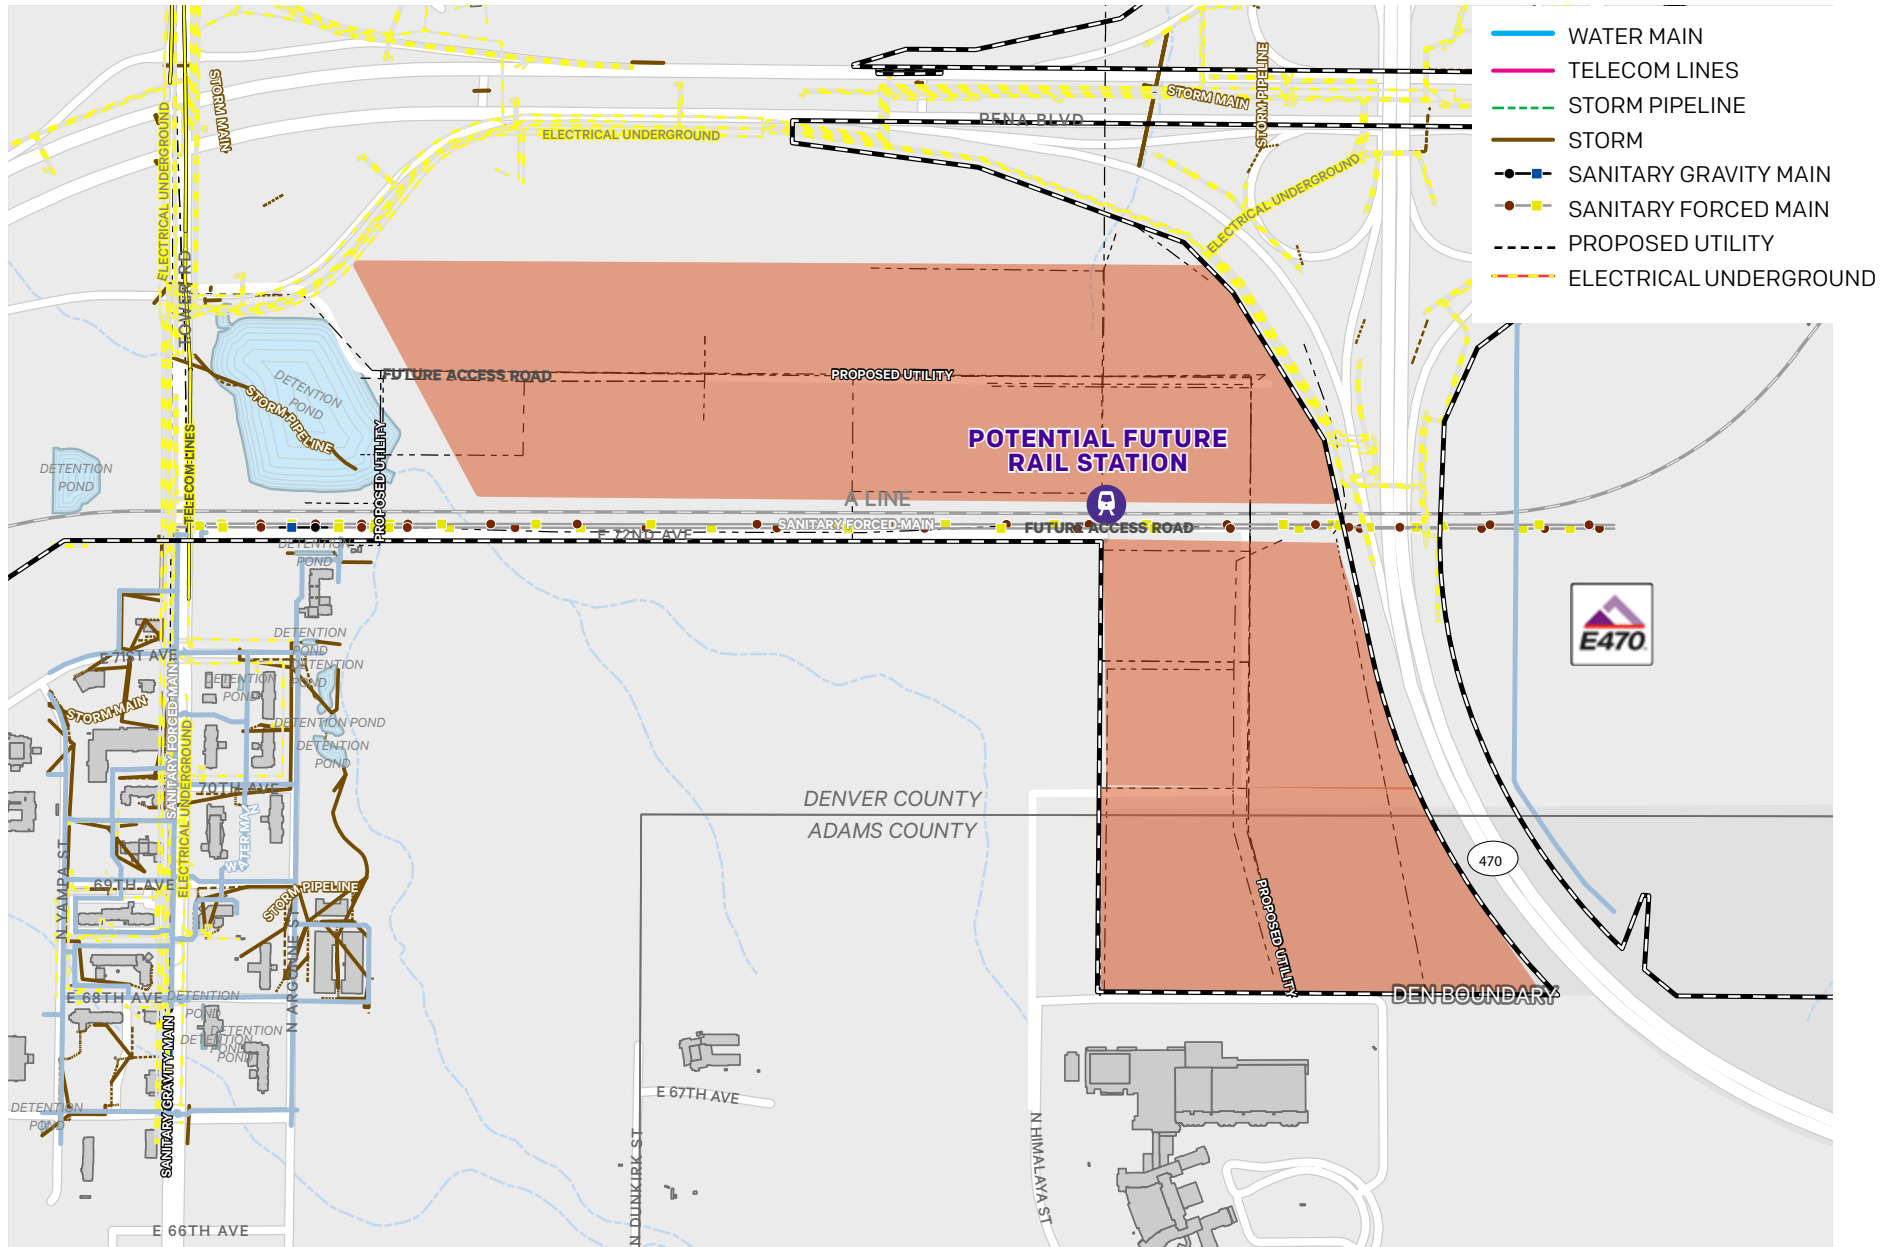 WATER MAIN
TELECOM LINES
STORM PIPELINE
STORM
SANITARY GRAVITY MAIN
SANITARY FORCED MAIN
PROPOSED UTILITY
ELECTRICAL UNDERGROUND
STORM MAIN
STORM PIPELINE
STORM MAIN
PENA BLVD
ELECTRICAL UNDERGROUND
ELECTRICAL UNDERGROUND
ELECTRICAL UNDERGROUND
TOWER RD
FUTURE ACCESS ROAD
PROPOSED UTILITY
DETENTION
POND
STORM PIPELINE
PROPOSED UTILITY
TELECOM LINES
DETENTION
POND
POTENTIAL FUTURE
RAIL STATION
A LINE
SANITARY FORCED MAIN
FUTURE ACCESS ROAD
E 72ND AVE
DETENTION
POND
E470
DETENTION
POND
E 71ST AVE
DETENTION
POND
DETENTION
POND
STORM MAIN
SANITARY FORCED MAIN
ELECTRICAL UNDERGROUND
DETENTION POND
DETENTION
POND
70TH AVE
WATER MAIN
DENVER COUNTY
ADAMS COUNTY
470
N YAMPA ST
69TH AVE
STORM PIPELINE
PROPOSED UTILITY
N ARGONNE ST
E 68TH AVE
DETENTION
POND
DEN BOUNDARY
DETENTION
POND
DETENTION
POND
SANITARY GRAVITY MAIN
DETENTION
POND
E 67TH AVE
N DUNKIRK ST
N HIMALAYA ST
E 66TH AVE